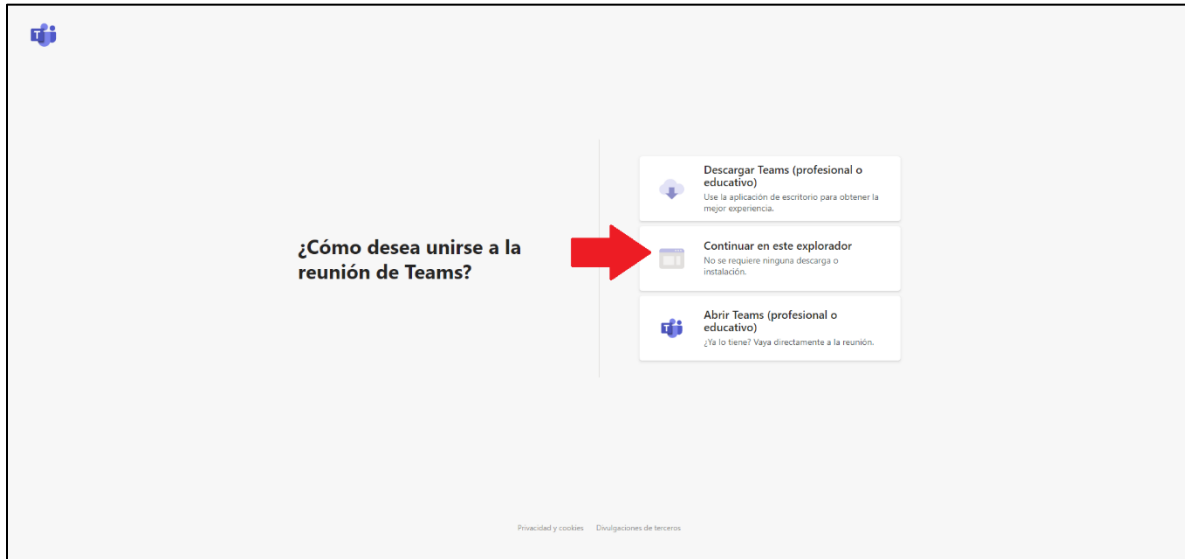 ¿Cómo desea unirse a la
reunión de Teams?
Descargar Teams (profesional o
educativo)
Use la aplicación de escritorio para obtener la
mejor experiencia.
Continuar en este explorador
No se requiere ninguna descarga o
instalación.
Abrir Teams (profesional o
educativo)
¿Ya lo tiene? Vaya directamente a la reunión.
Privacidad y cookies Divulgaciones de terceros